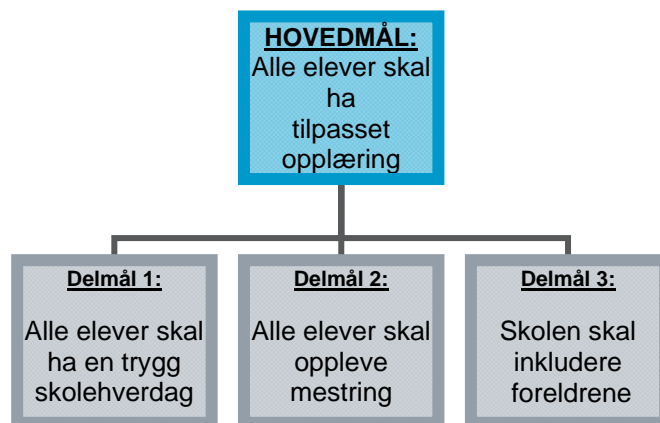 HOVEDMÅL:
Alle elever skal
ha
tilpasset
opplæring
Delmål 1:
Alle elever skal
ha en trygg
skolehverdag
Delmål 2:
Alle elever skal
oppleve
mestring
Delmål 3:
Skolen skal
inkludere
foreldrene